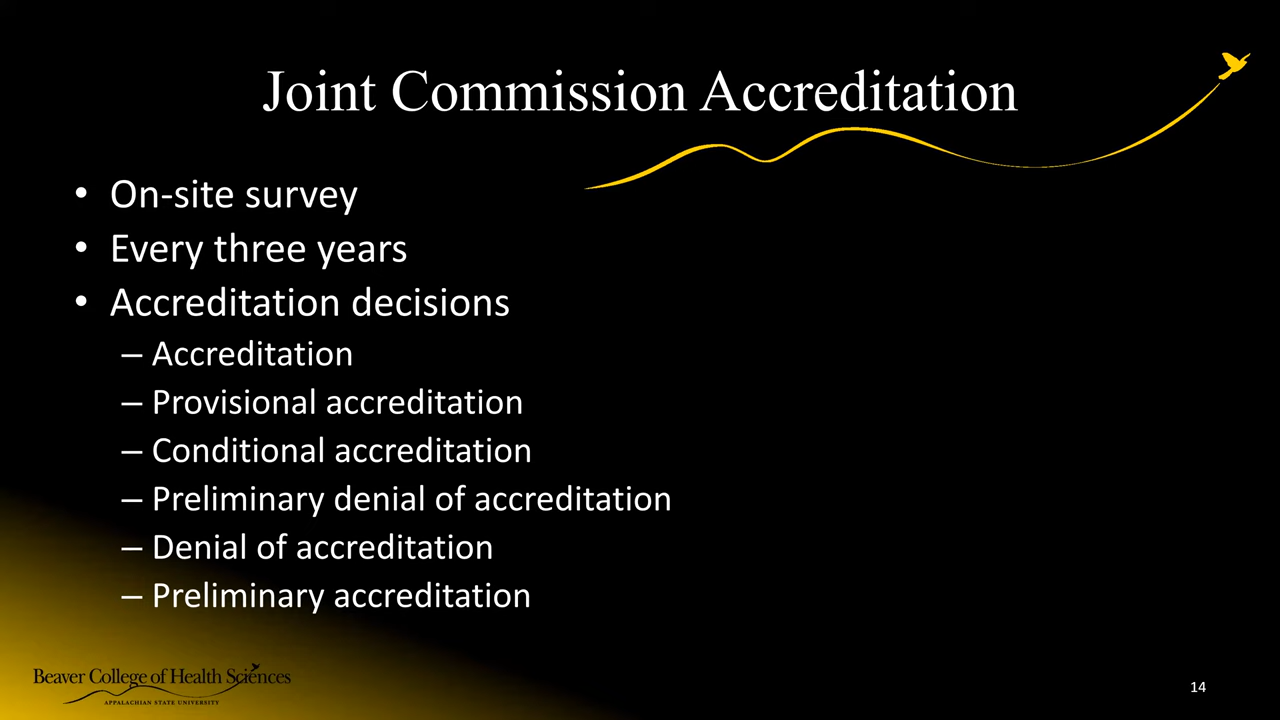 Joint Commission Accreditation
• On-site survey
• Every three years
• Accreditation decisions
– Accreditation
– Provisional accreditation
– Conditional accreditation
– Preliminary denial of accreditation
– Denial of accreditation
– Preliminary accreditation
Beaver College of Health Sciences
APPALACHIAN STATE UNIVERSITY
14